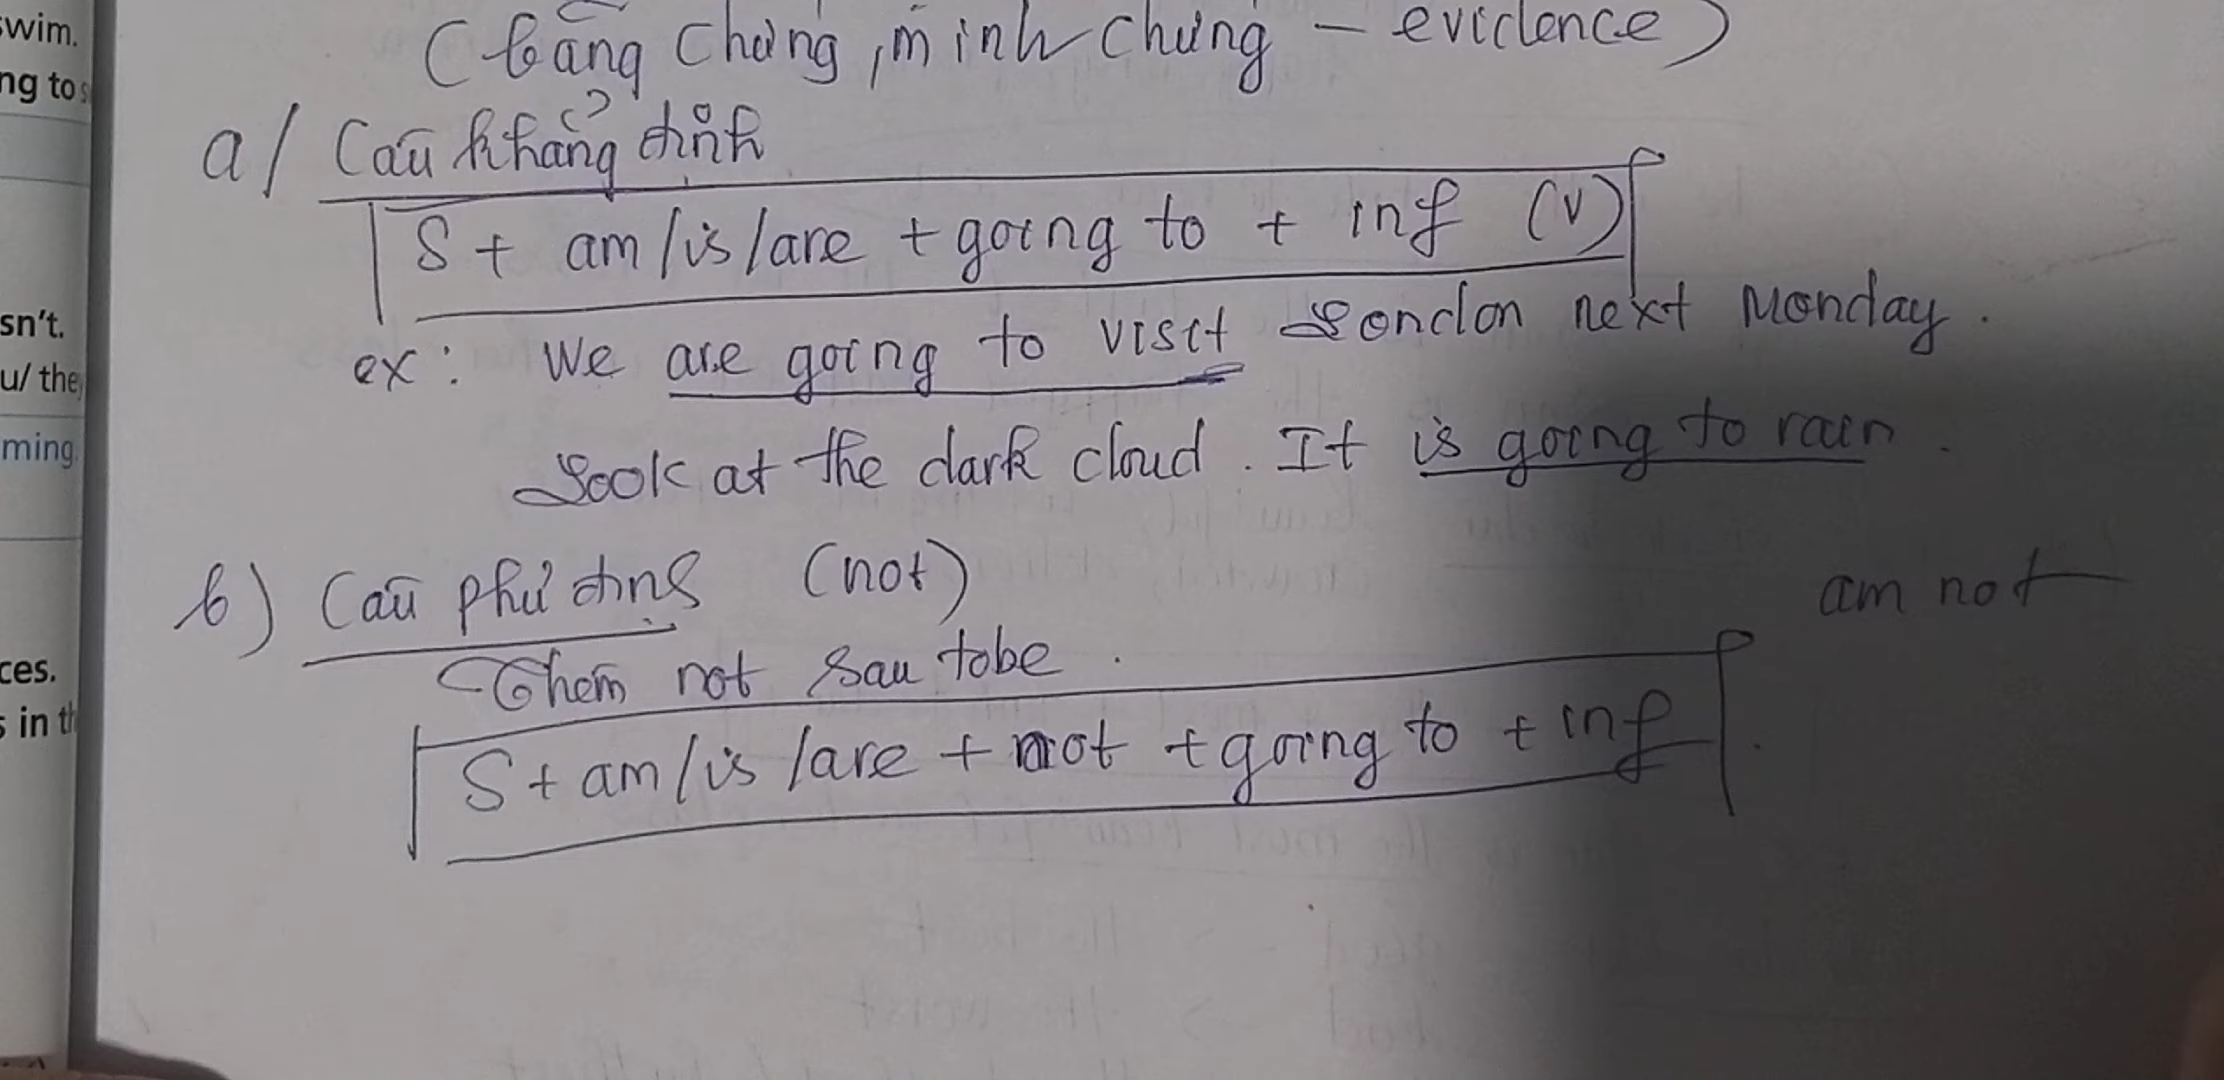 swim.
ng to s
sn't.
u/ the
ming
ces.
s in th
(bằng chứng, minh chứng – evidence)
a/ Câu khẳng định
S + am / is / are + going to + inf (V)
ex: We are going to visit London next Monday.
Look at the dark cloud. It is going to rain.
b) Câu phủ định (not)
am not
Thêm not sau tobe.
S + am / is / are + not + going to + inf.